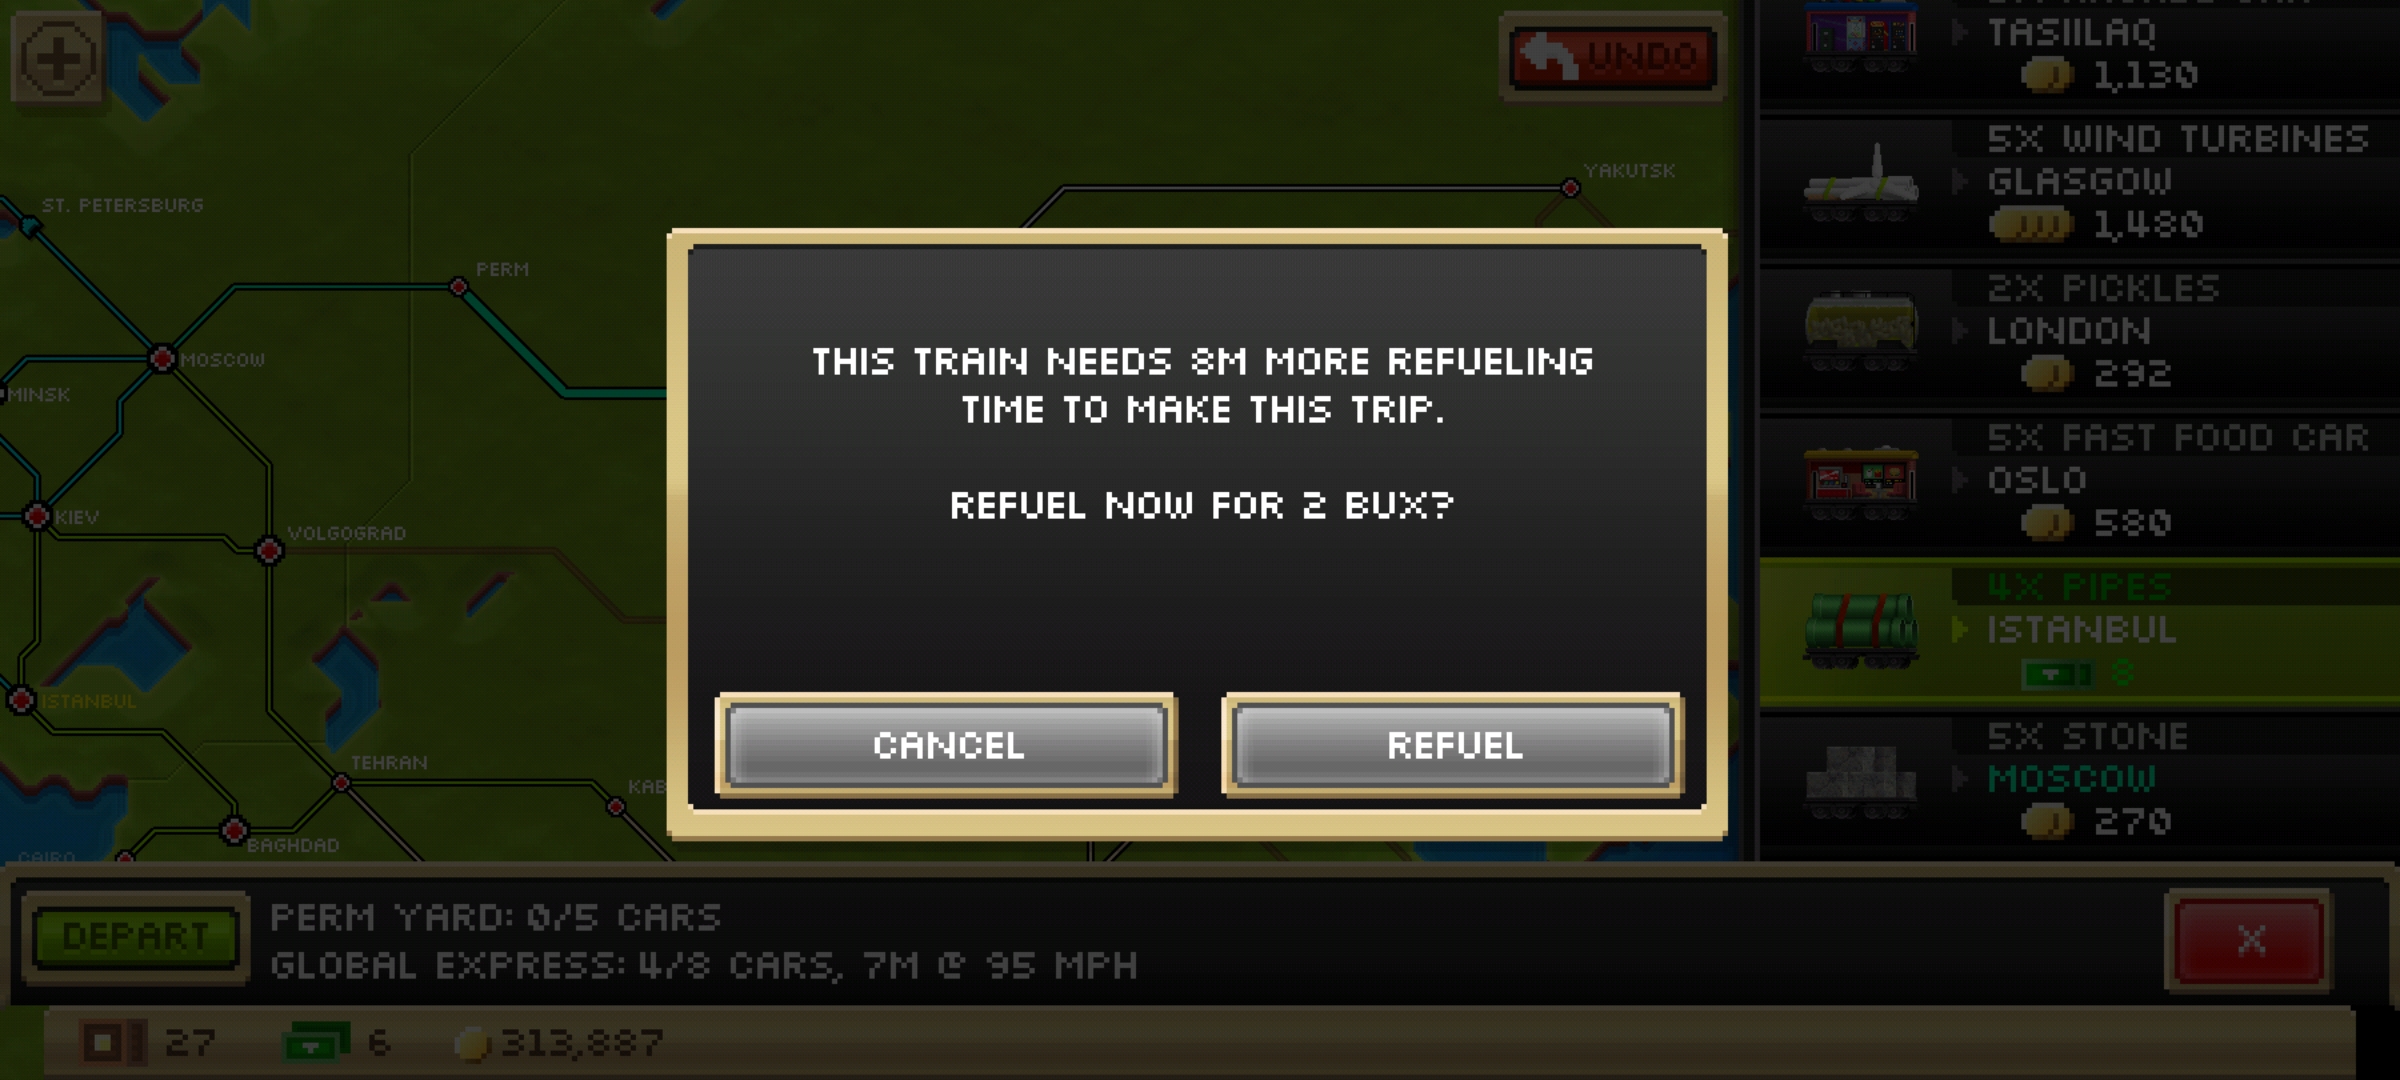 UNDO
ST. PETERSBURG
PERM
MOSCOW
MINSK
KIEV
VOLGOGRAD
ISTANBUL
TEHRAN
KAB
BAGHDAD
CAIRO
YAKUTSK
THIS TRAIN NEEDS 8M MORE REFUELING
TIME TO MAKE THIS TRIP.
REFUEL NOW FOR 2 BUX?
CANCEL
REFUEL
TASIILAQ
1,130
5X WIND TURBINES
GLASGOW
1,480
2X PICKLES
LONDON
292
5X FAST FOOD CAR
OSLO
580
4X PIPES
ISTANBUL
8
5X STONE
MOSCOW
270
DEPART
PERM YARD: 0/5 CARS
GLOBAL EXPRESS: 4/8 CARS, 7M @ 95 MPH
X
27
6
313,887